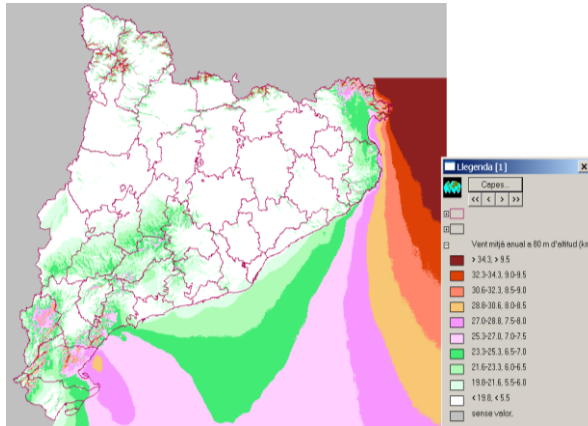 Llegenda [1]
Capes...
<< < > >>
Vent mitjà anual a 80 m d'altitud (km
> 34.3, > 9.5
32.3-34.3, 9.0-9.5
30.6-32.3, 8.5-9.0
28.8-30.6, 8.0-8.5
27.0-28.8, 7.5-8.0
25.3-27.0, 7.0-7.5
23.3-25.3, 6.5-7.0
21.6-23.3, 6.0-6.5
19.8-21.6, 5.5-6.0
< 19.8, < 5.5
sense valor.